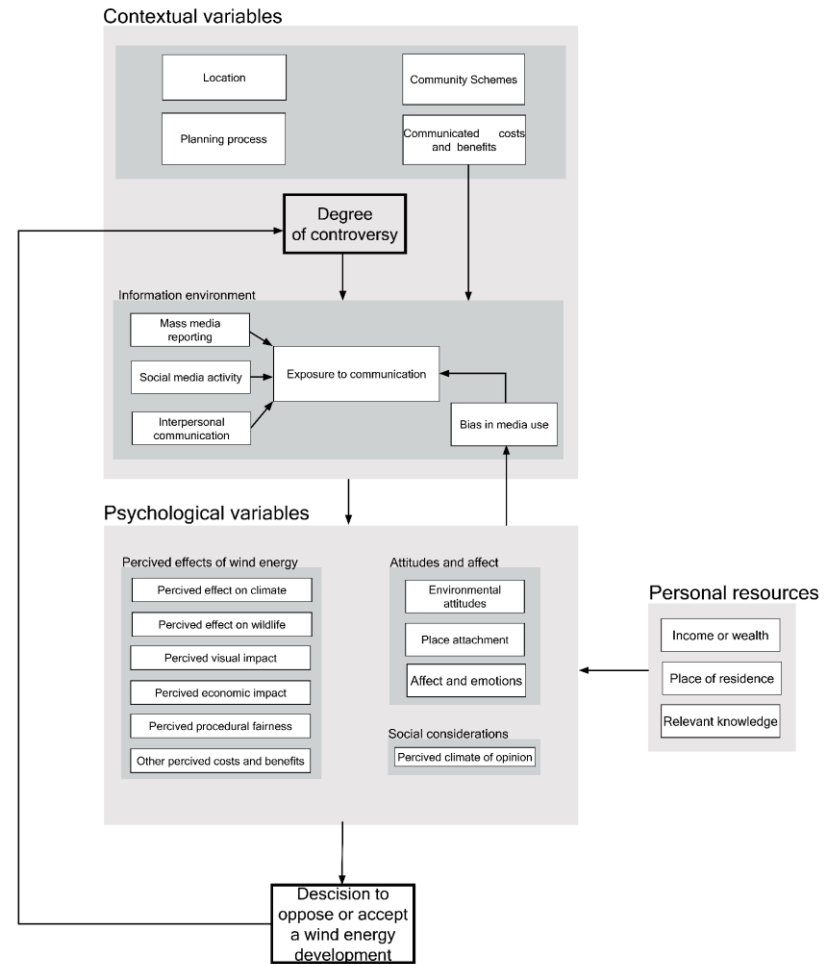 Contextual variables
Location
Community Schemes
Planning process
Communicated costs
and benefits
Degree
of controversy
Information environment
Mass media
reporting
Social media activity
Exposure to communication
Interpersonal
communication
Bias in media use
Psychological variables
Percived effects of wind energy
Percived effect on climate
Percived effect on wildlife
Percived visual impact
Percived economic impact
Percived procedural fairness
Other percived costs and benefits
Attitudes and affect
Environmental
attitudes
Place attachment
Affect and emotions
Social considerations
Percived climate of opinion
Personal resources
Income or wealth
Place of residence
Relevant knowledge
Descision to
oppose or accept
a wind energy
development